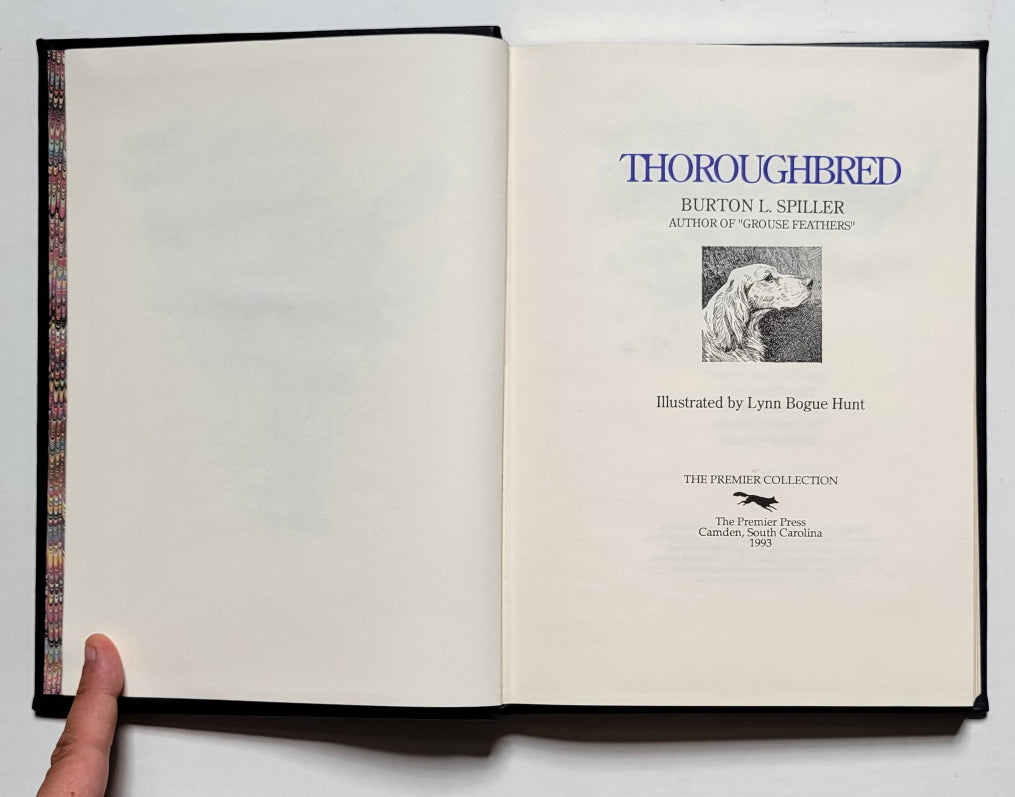 THOROUGHBRED
BURTON L. SPILLER
AUTHOR OF "GROUSE FEATHERS"
Illustrated by Lynn Bogue Hunt
THE PREMIER COLLECTION
The Premier Press
Camden, South Carolina
1993